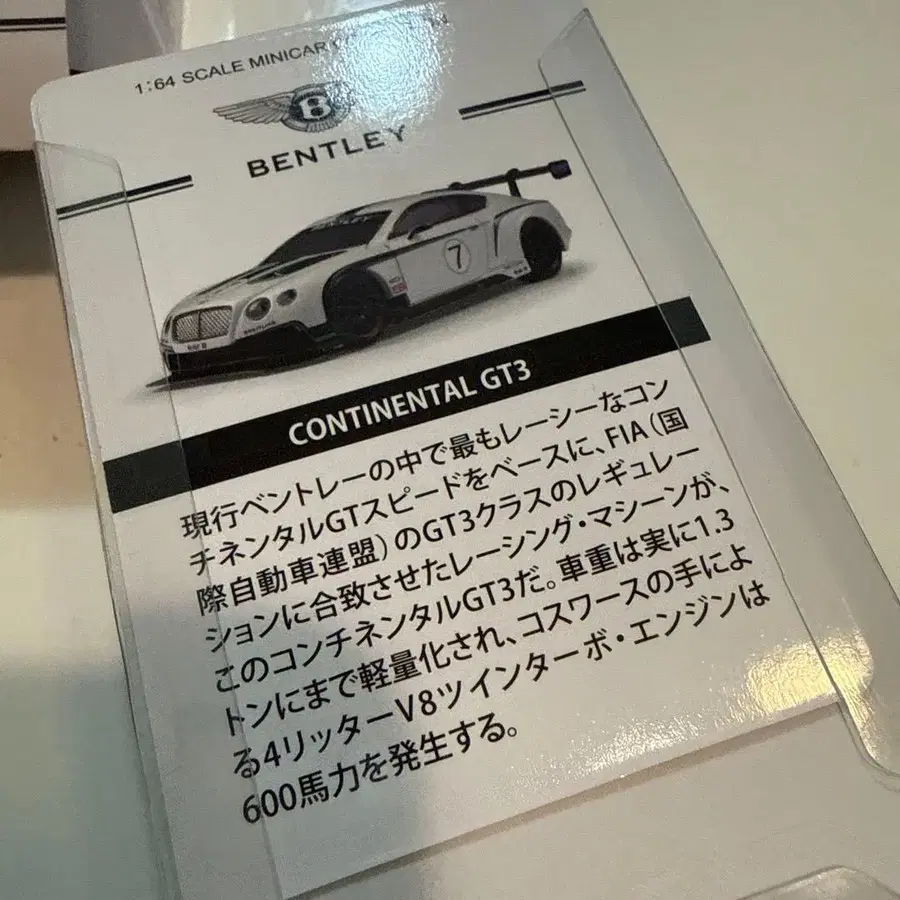 1:64 SCALE MINICAR
B
BENTLEY
BENTLEY
7
BREITLING
CONTINENTAL GT3
現行ベントレーの中で最もレーシーなコン
チネンタルGTスピードをベースに、FIA（国
際自動車連盟）のGT3クラスのレギュレー
ションに合致させたレーシング・マシーンが、
このコンチネンタルGT3だ。車重は実に1.3
トンにまで軽量化され、コスワースの手によ
る4リッターV8ツインターボ・エンジンは
600馬力を発生する。